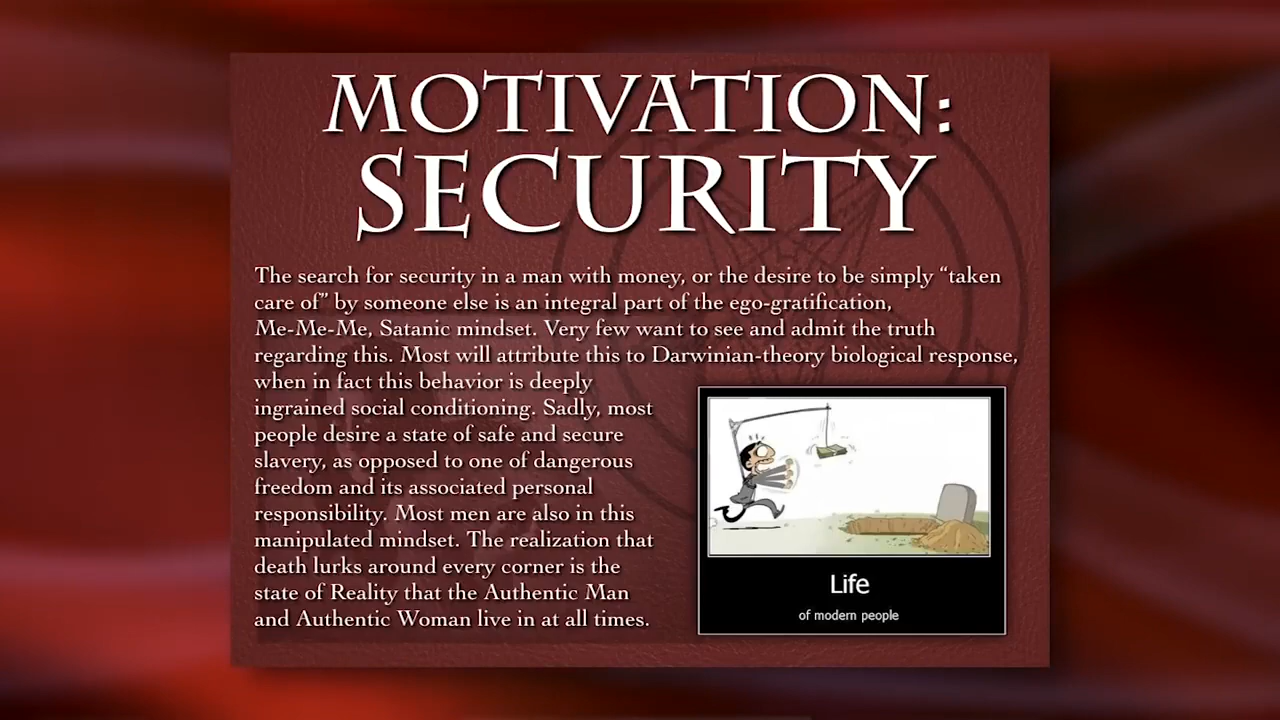 MOTIVATION:
SECURITY
The search for security in a man with money, or the desire to be simply “taken
care of” by someone else is an integral part of the ego-gratification,
Me-Me-Me, Satanic mindset. Very few want to see and admit the truth
regarding this. Most will attribute this to Darwinian-theory biological response,
when in fact this behavior is deeply
ingrained social conditioning. Sadly, most
people desire a state of safe and secure
slavery, as opposed to one of dangerous
freedom and its associated personal
responsibility. Most men are also in this
manipulated mindset. The realization that
death lurks around every corner is the
state of Reality that the Authentic Man
and Authentic Woman live in at all times.
Life
of modern people